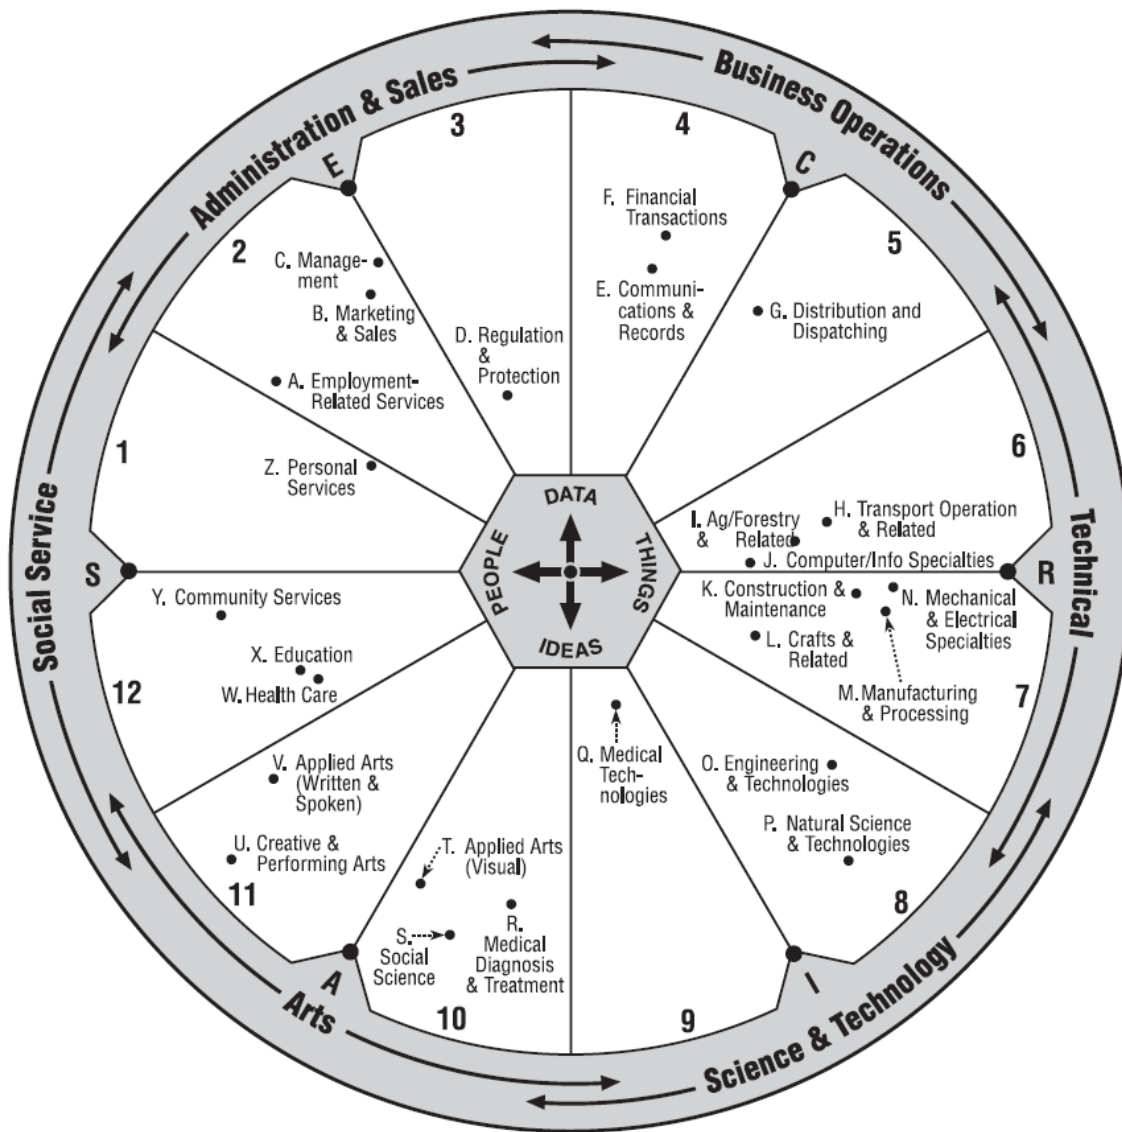 Administration & Sales
Business Operations
Technical
Science & Technology
Arts
Social Service
E
C
R
I
A
S
1
2
3
4
5
6
7
8
9
10
11
12
DATA
THINGS
IDEAS
PEOPLE
A. Employment-
Related Services
B. Marketing
& Sales
C. Manage-
ment
D. Regulation
&
Protection
E. Communi-
cations &
Records
F. Financial
Transactions
G. Distribution and
Dispatching
H. Transport Operation
& Related
I. Ag/Forestry
& Related
J. Computer/Info Specialties
K. Construction &
Maintenance
L. Crafts &
Related
M. Manufacturing
& Processing
N. Mechanical
& Electrical
Specialties
O. Engineering
& Technologies
P. Natural Science
& Technologies
Q. Medical
Tech-
nologies
R.
Medical
Diagnosis
& Treatment
S.
Social
Science
T. Applied Arts
(Visual)
U. Creative &
Performing Arts
V. Applied Arts
(Written &
Spoken)
W. Health Care
X. Education
Y. Community Services
Z. Personal
Services